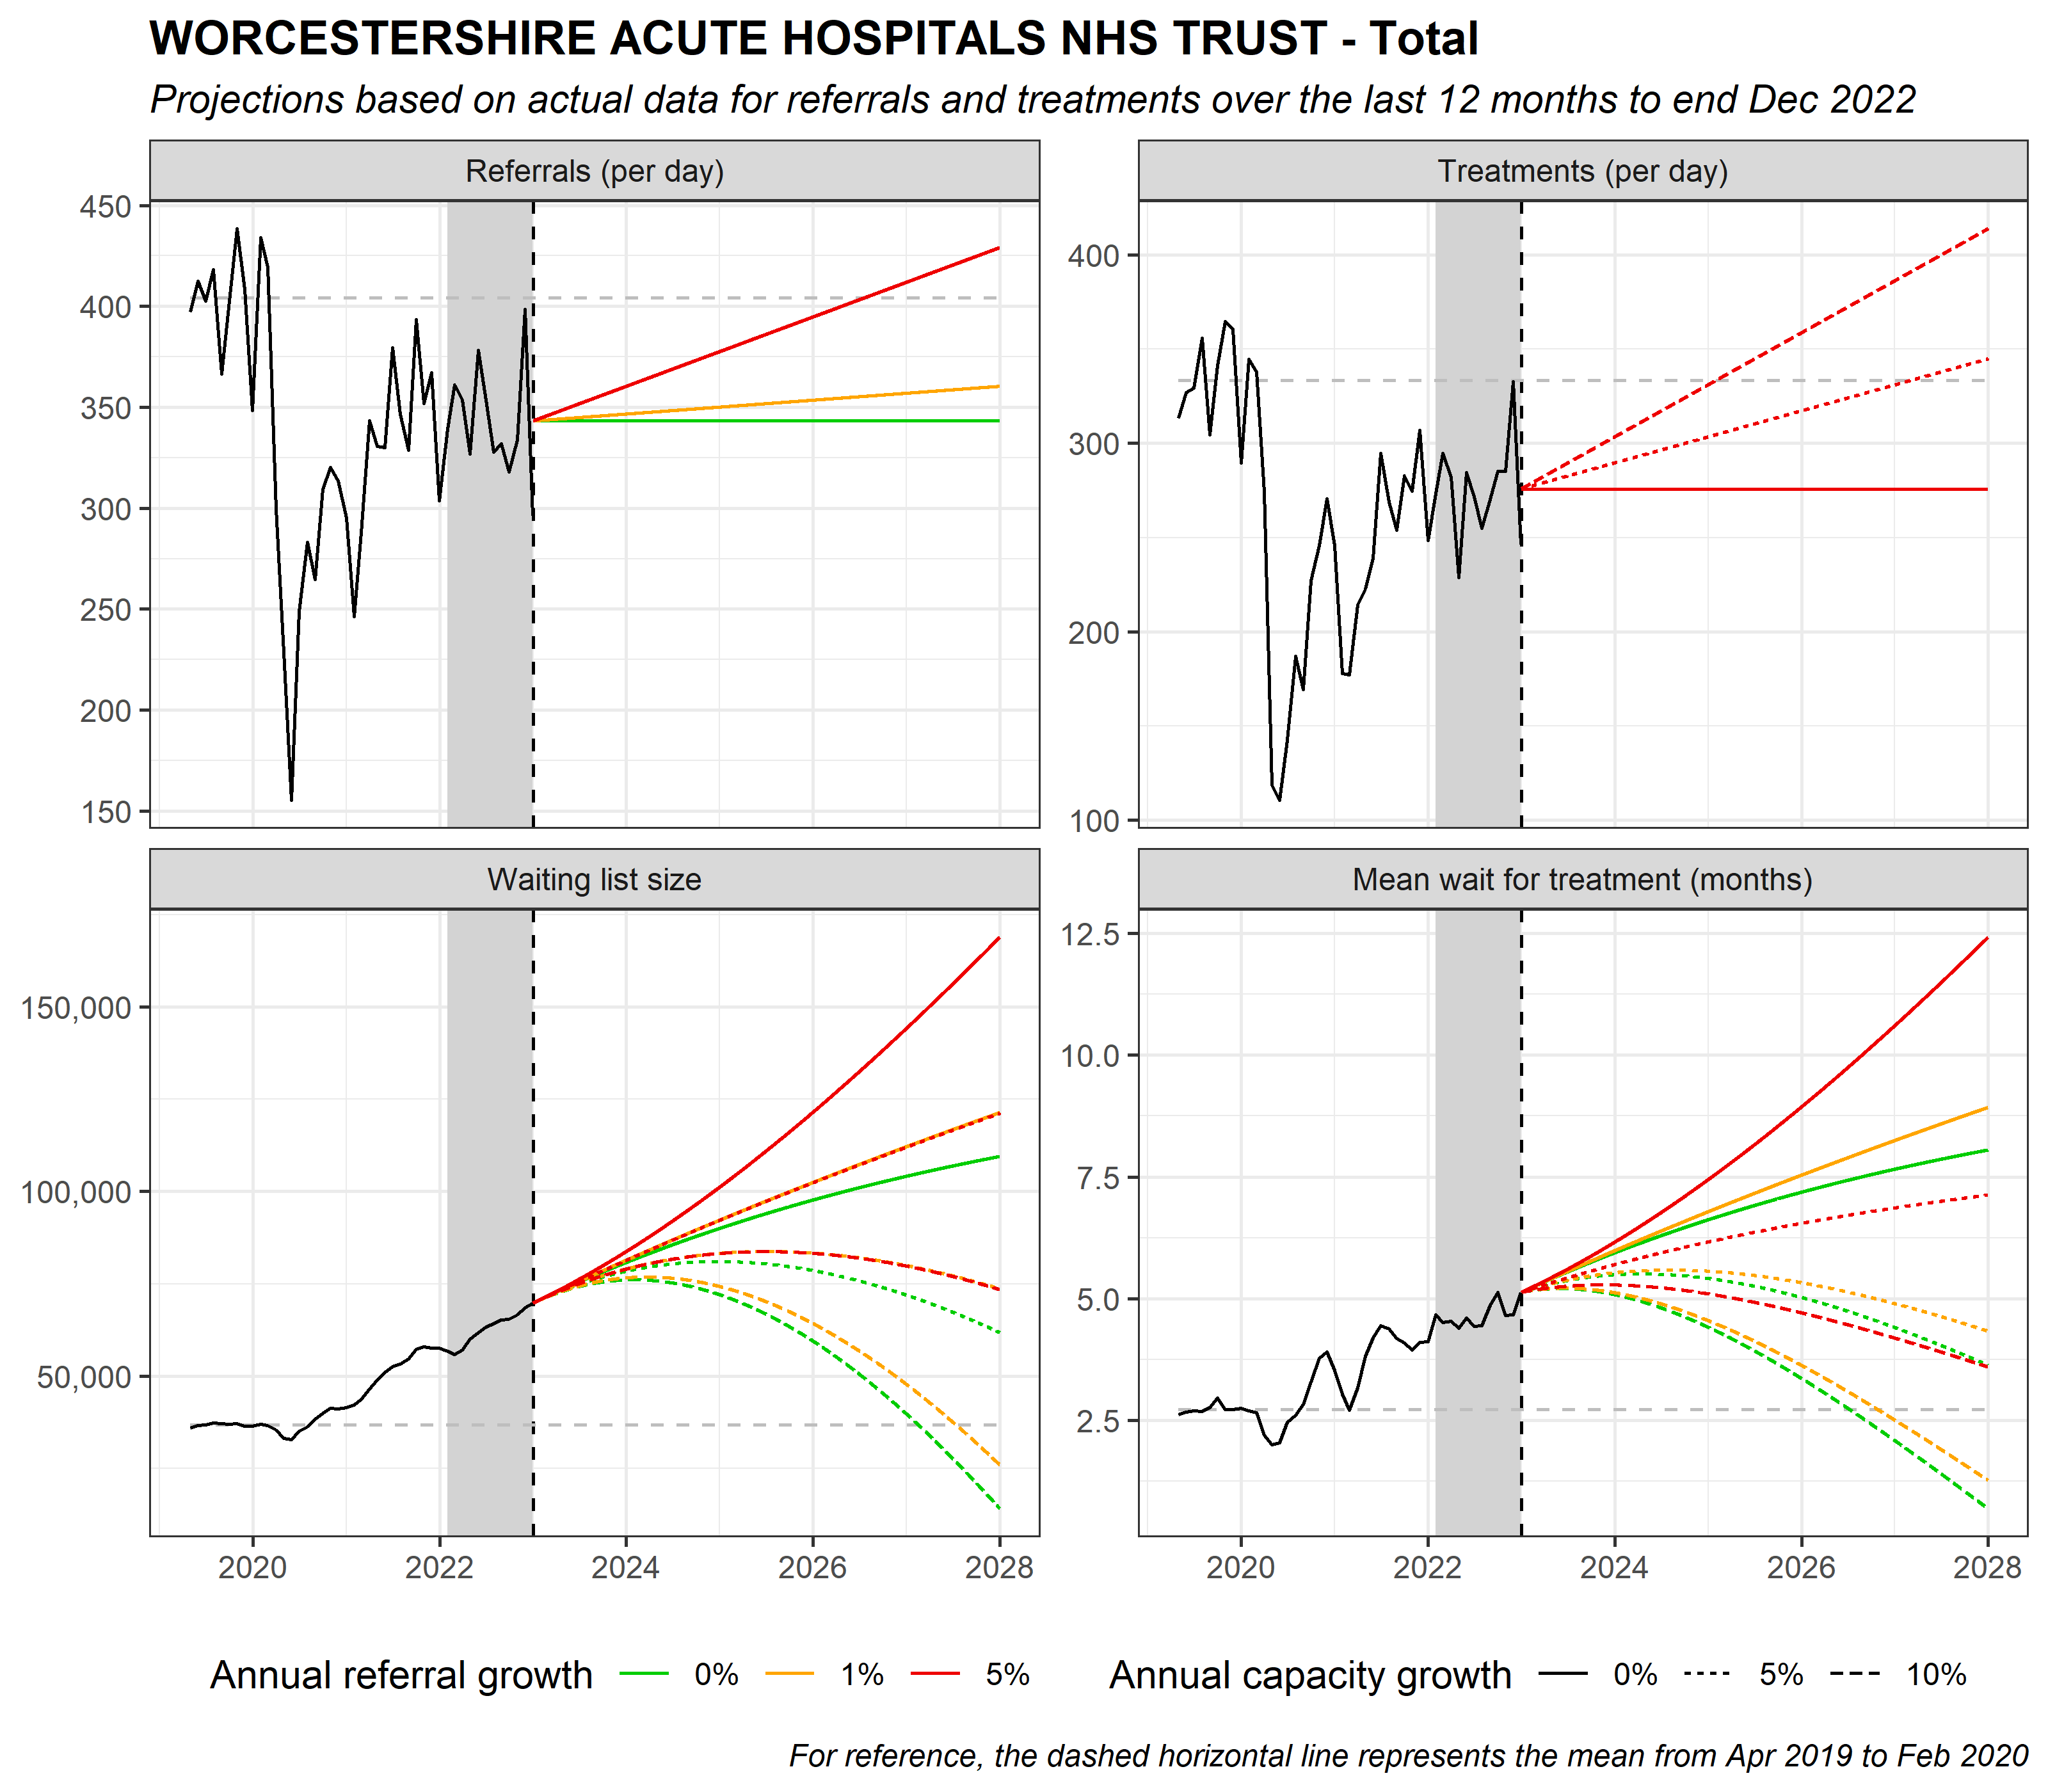 WORCESTERSHIRE ACUTE HOSPITALS NHS TRUST - Total
Projections based on actual data for referrals and treatments over the last 12 months to end Dec 2022
Referrals (per day)
450
400
350
300
250
200
150
Treatments (per day)
400
300
200
100
Waiting list size
150,000
100,000
50,000
2020 2022 2024 2026 2028
Mean wait for treatment (months)
12.5
10.0
7.5
5.0
2.5
2020 2022 2024 2026 2028
Annual referral growth 0% 1% 5%
Annual capacity growth 0% 5% 10%
For reference, the dashed horizontal line represents the mean from Apr 2019 to Feb 2020